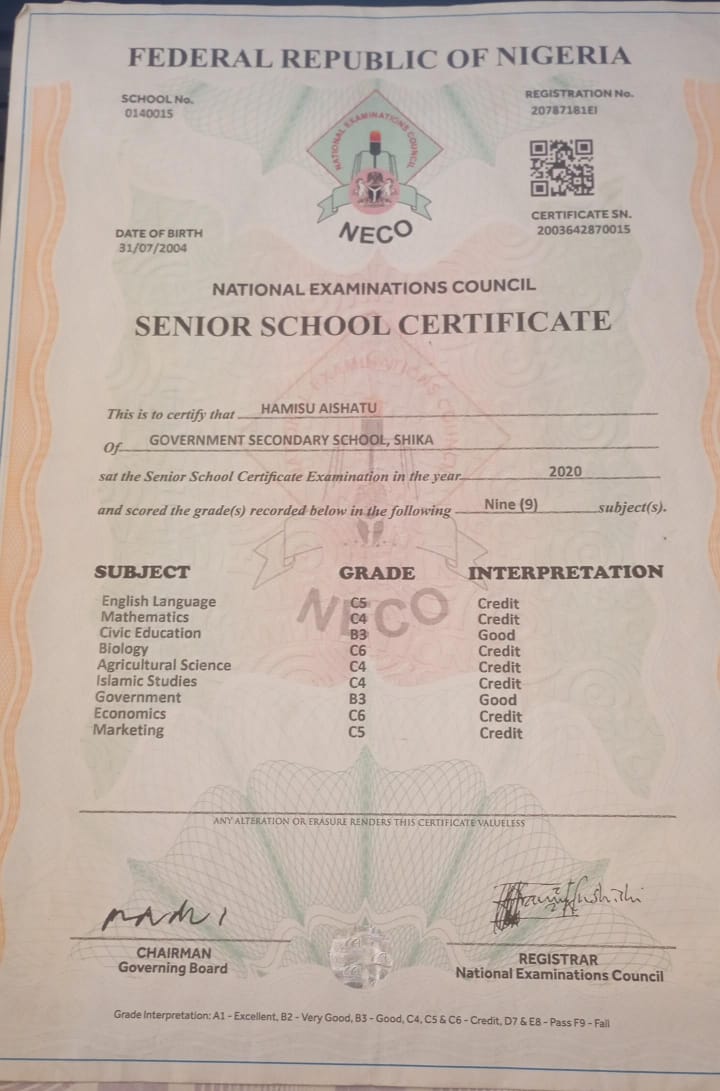 FEDERAL REPUBLIC OF NIGERIA
SCHOOL No.
0140015
REGISTRATION No.
20787181EI
NATIONAL EXAMINATIONS COUNCIL
NECO
CERTIFICATE SN.
2003642870015
DATE OF BIRTH
31/07/2004
NATIONAL EXAMINATIONS COUNCIL
SENIOR SCHOOL CERTIFICATE
This is to certify that HAMISU AISHATU
Of GOVERNMENT SECONDARY SCHOOL, SHIKA
sat the Senior School Certificate Examination in the year 2020
and scored the grade(s) recorded below in the following Nine (9) subject(s).
SUBJECT GRADE INTERPRETATION
English Language C5 Credit
Mathematics C4 Credit
Civic Education B3 Good
Biology C6 Credit
Agricultural Science C4 Credit
Islamic Studies C4 Credit
Government B3 Good
Economics C6 Credit
Marketing C5 Credit
NECO
ANY ALTERATION OR ERASURE RENDERS THIS CERTIFICATE VALUELESS
CHAIRMAN
Governing Board
REGISTRAR
National Examinations Council
Grade Interpretation: A1 - Excellent, B2 - Very Good, B3 - Good, C4, C5 & C6 - Credit, D7 & E8 - Pass F9 - Fail